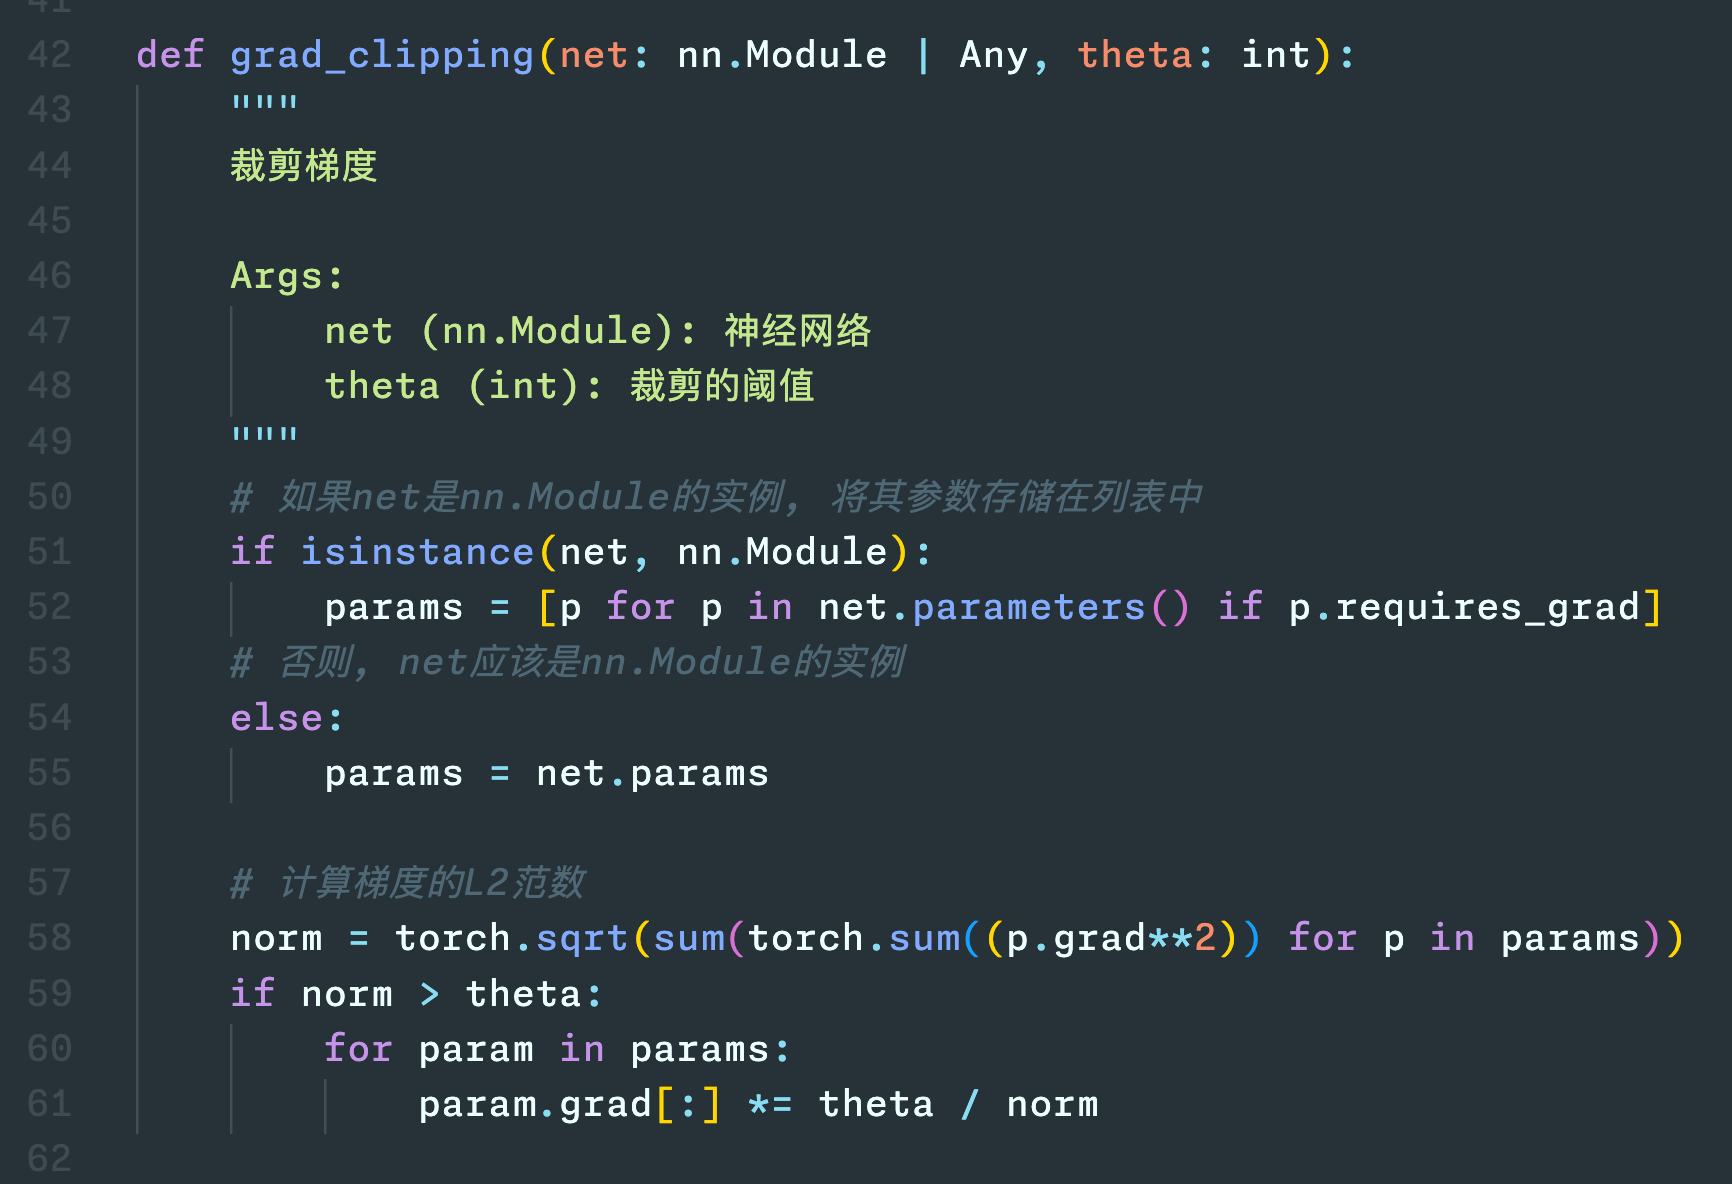 41
42 def grad_clipping(net: nn.Module | Any, theta: int):
43     """
44     裁剪梯度
45
46     Args:
47         net (nn.Module): 神经网络
48         theta (int): 裁剪的阈值
49     """
50     # 如果net是nn.Module的实例, 将其参数存储在列表中
51     if isinstance(net, nn.Module):
52         params = [p for p in net.parameters() if p.requires_grad]
53     # 否则, net应该是nn.Module的实例
54     else:
55         params = net.params
56
57     # 计算梯度的L2范数
58     norm = torch.sqrt(sum(torch.sum((p.grad**2)) for p in params))
59     if norm > theta:
60         for param in params:
61             param.grad[:] *= theta / norm
62